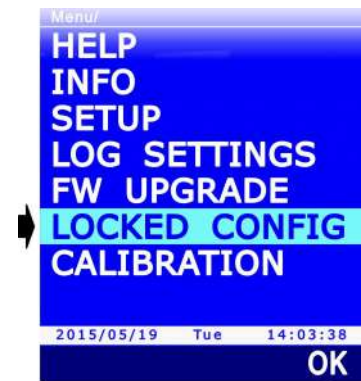 Menu/
HELP
INFO
SETUP
LOG SETTINGS
FW UPGRADE
LOCKED CONFIG
CALIBRATION
2015/05/19 Tue 14:03:38
OK